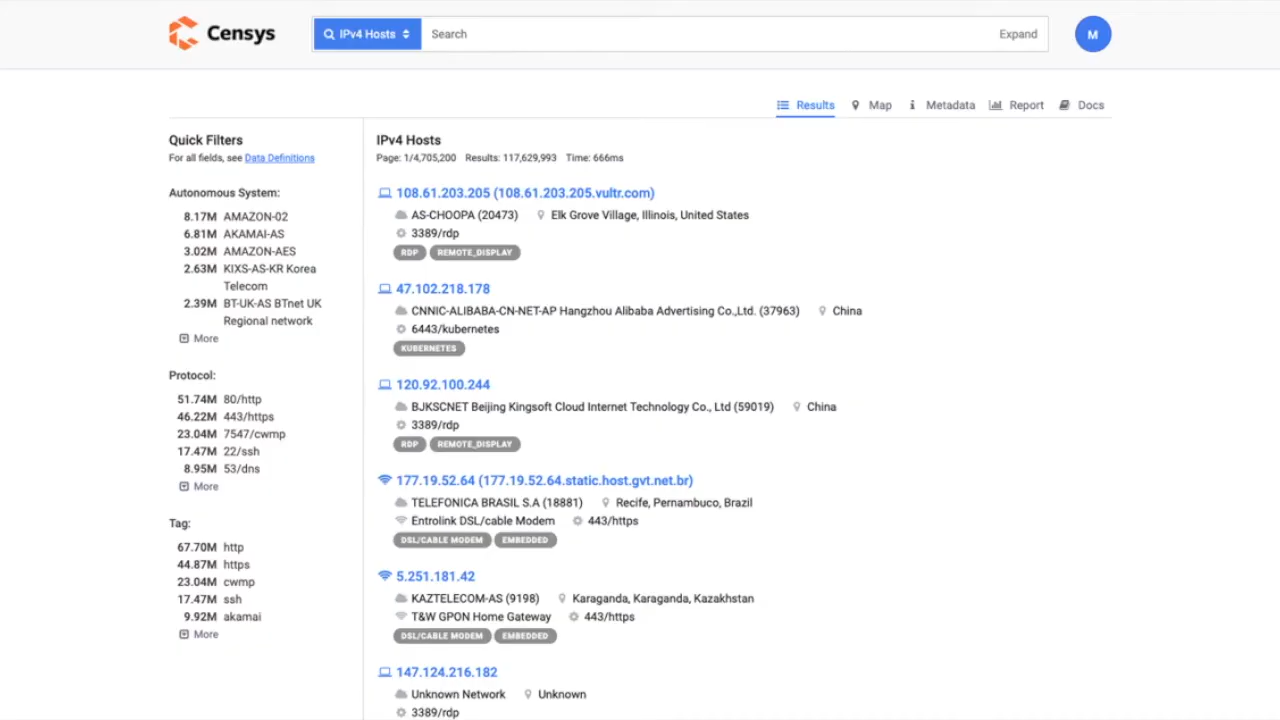 Censys
IPv4 Hosts
Search
Expand
M
Results
Map
Metadata
Report
Docs
Quick Filters
For all fields, see Data Definitions
Autonomous System:
8.17M AMAZON-02
6.81M AKAMAI-AS
3.02M AMAZON-AES
2.63M KIXS-AS-KR Korea
Telecom
2.39M BT-UK-AS BTnet UK
Regional network
More
Protocol:
51.74M 80/http
46.22M 443/https
23.04M 7547/cwmp
17.47M 22/ssh
8.95M 53/dns
More
Tag:
67.70M http
44.87M https
23.04M cwmp
17.47M ssh
9.92M akamai
More
IPv4 Hosts
Page: 1/4,705,200 Results: 117,629,993 Time: 666ms
108.61.203.205 (108.61.203.205.vultr.com)
AS-CHOOPA (20473) Elk Grove Village, Illinois, United States
3389/rdp
RDP REMOTE_DISPLAY
47.102.218.178
CNNIC-ALIBABA-CN-NET-AP Hangzhou Alibaba Advertising Co.,Ltd. (37963) China
6443/kubernetes
KUBERNETES
120.92.100.244
BJKSCNET Beijing Kingsoft Cloud Internet Technology Co., Ltd (59019) China
3389/rdp
RDP REMOTE_DISPLAY
177.19.52.64 (177.19.52.64.static.host.gvt.net.br)
TELEFONICA BRASIL S.A (18881) Recife, Pernambuco, Brazil
Entrolink DSL/cable Modem 443/https
DSL/CABLE MODEM EMBEDDED
5.251.181.42
KAZTELECOM-AS (9198) Karaganda, Karaganda, Kazakhstan
T&W GPON Home Gateway 443/https
DSL/CABLE MODEM EMBEDDED
147.124.216.182
Unknown Network Unknown
3389/rdp